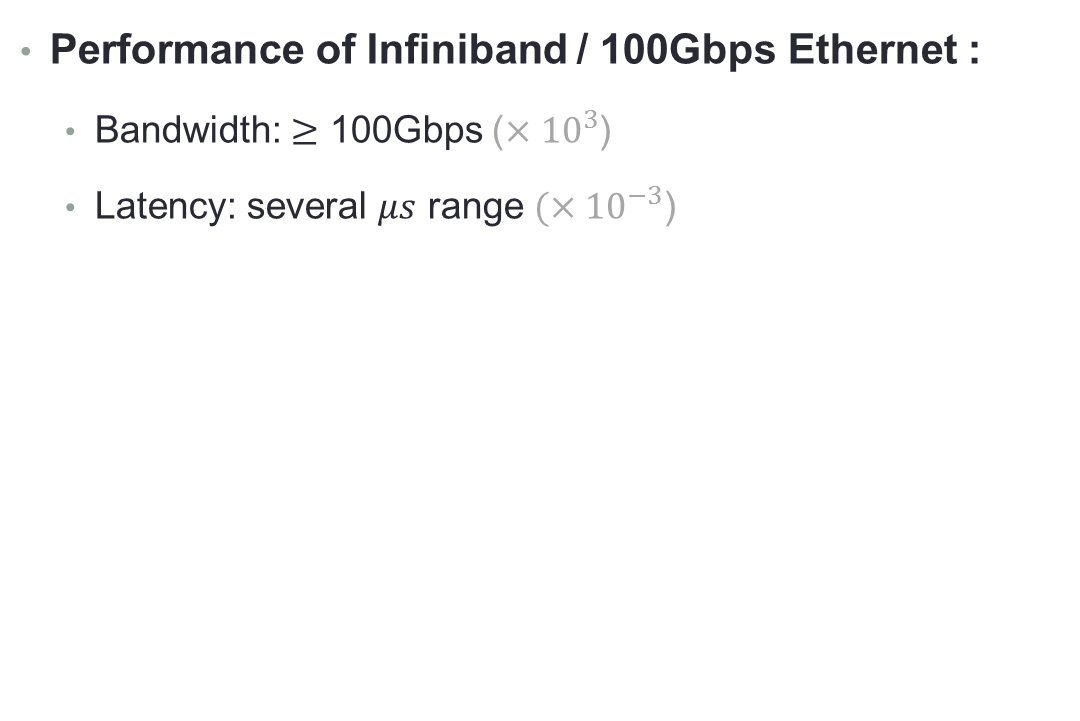 • Performance of Infiniband / 100Gbps Ethernet :
• Bandwidth: ≥ 100Gbps (× 10³)
• Latency: several μs range (× 10⁻³)